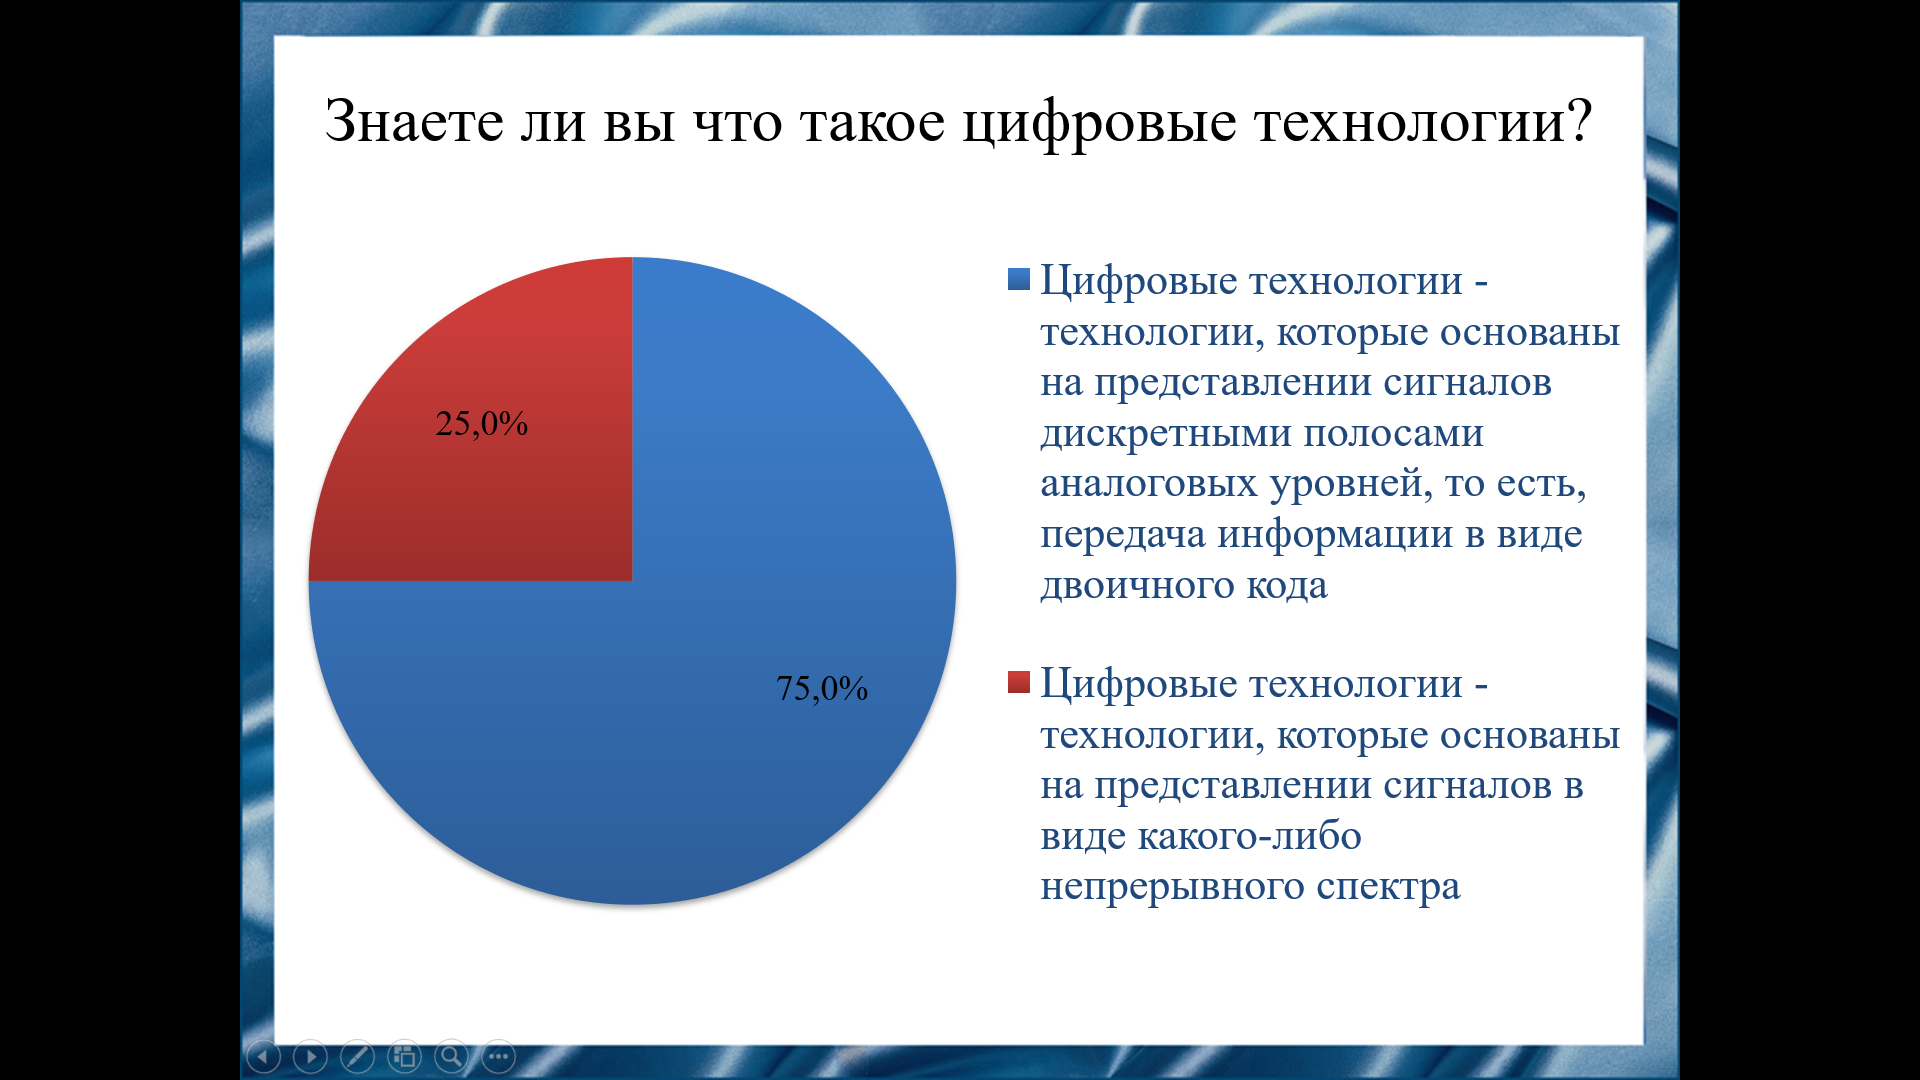 Знаете ли вы что такое цифровые технологии?
25,0%
75,0%
Цифровые технологии -
технологии, которые основаны
на представлении сигналов
дискретными полосами
аналоговых уровней, то есть,
передача информации в виде
двоичного кода
Цифровые технологии -
технологии, которые основаны
на представлении сигналов в
виде какого-либо
непрерывного спектра